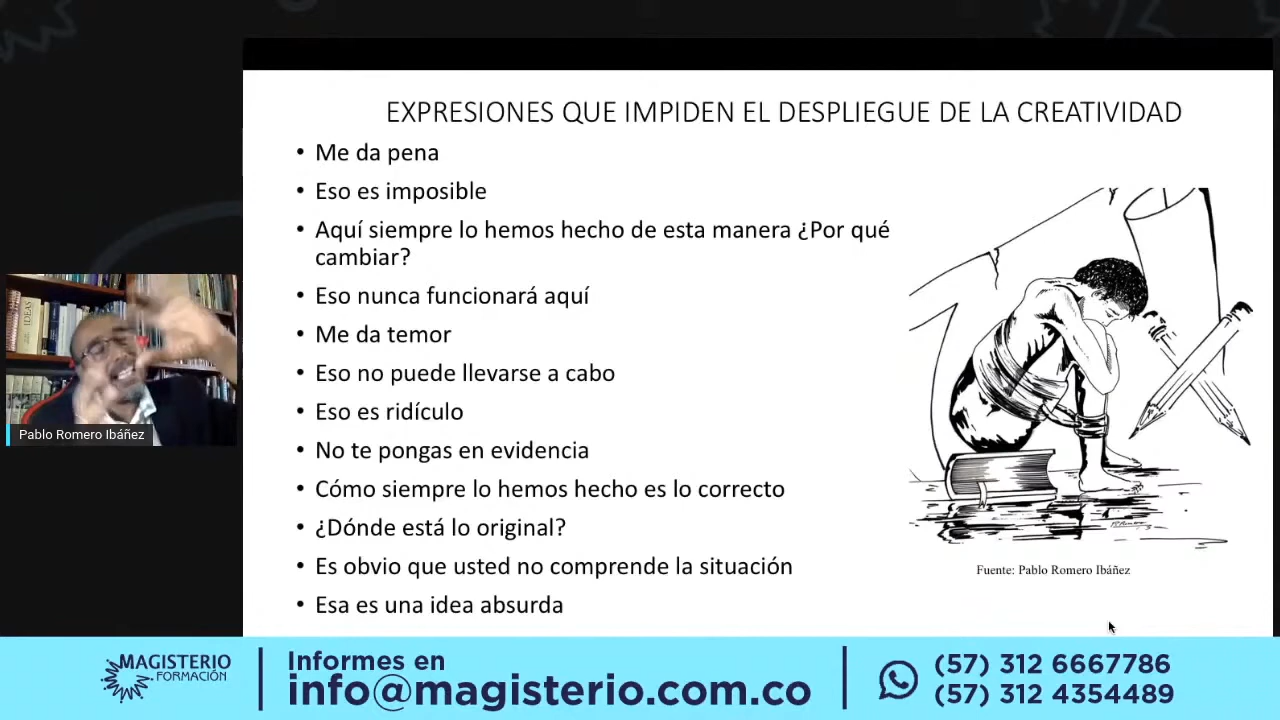 EXPRESIONES QUE IMPIDEN EL DESPLIEGUE DE LA CREATIVIDAD
• Me da pena
• Eso es imposible
• Aquí siempre lo hemos hecho de esta manera ¿Por qué
cambiar?
• Eso nunca funcionará aquí
• Me da temor
• Eso no puede llevarse a cabo
• Eso es ridículo
• No te pongas en evidencia
• Cómo siempre lo hemos hecho es lo correcto
• ¿Dónde está lo original?
• Es obvio que usted no comprende la situación
• Esa es una idea absurda
Fuente: Pablo Romero Ibáñez
Pablo Romero Ibáñez
MAGISTERIO
FORMACIÓN
Informes en
info@magisterio.com.co
(57) 312 6667786
(57) 312 4354489